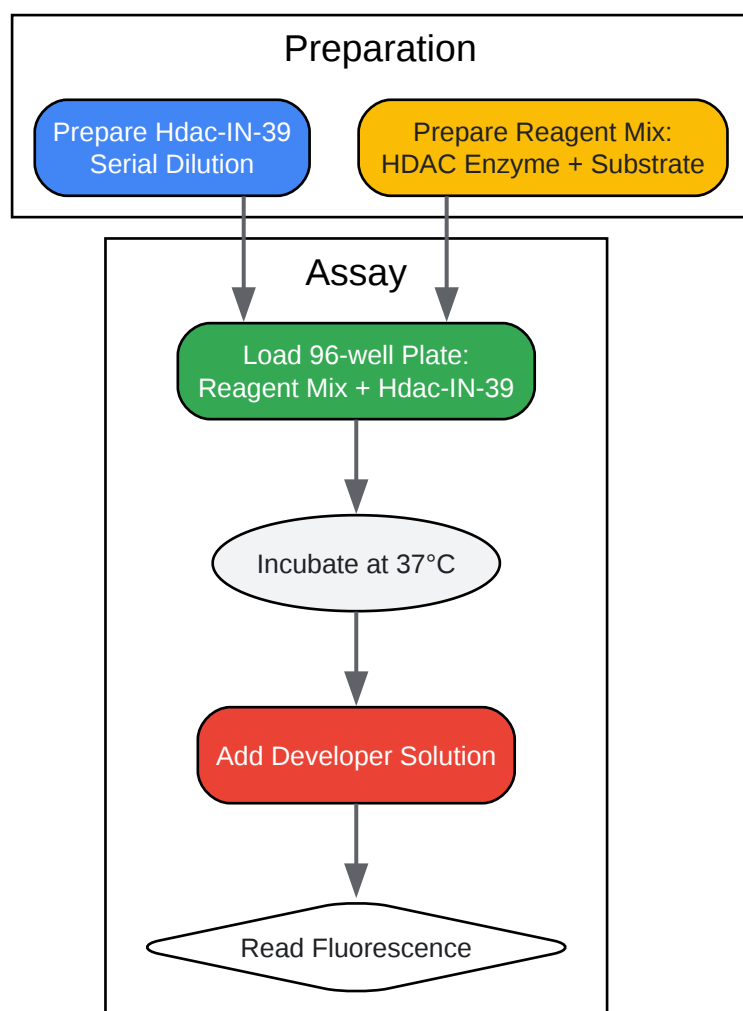 Preparation
Prepare Hdac-IN-39
Serial Dilution
Prepare Reagent Mix:
HDAC Enzyme + Substrate
Assay
Load 96-well Plate:
Reagent Mix + Hdac-IN-39
Incubate at 37°C
Add Developer Solution
Read Fluorescence